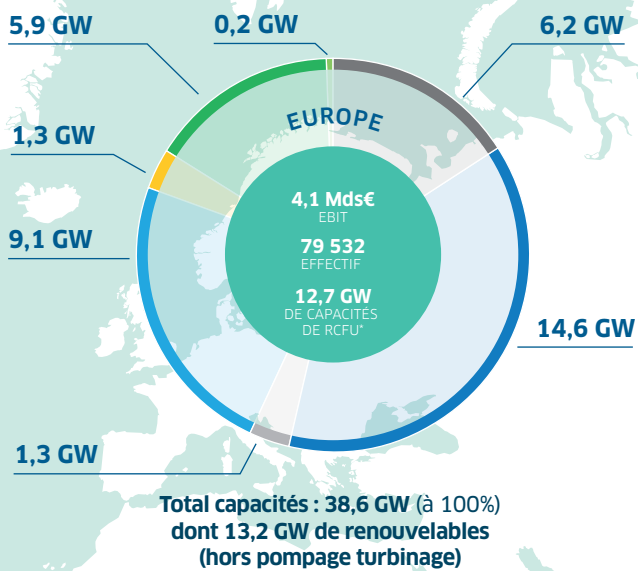 5,9 GW
0,2 GW
6,2 GW
EUROPE
1,3 GW
4,1 Mds€
EBIT
79 532
EFFECTIF
9,1 GW
12,7 GW
DE CAPACITÉS
DE RCFU*
14,6 GW
1,3 GW
Total capacités : 38,6 GW (à 100%)
dont 13,2 GW de renouvelables
(hors pompage turbinage)